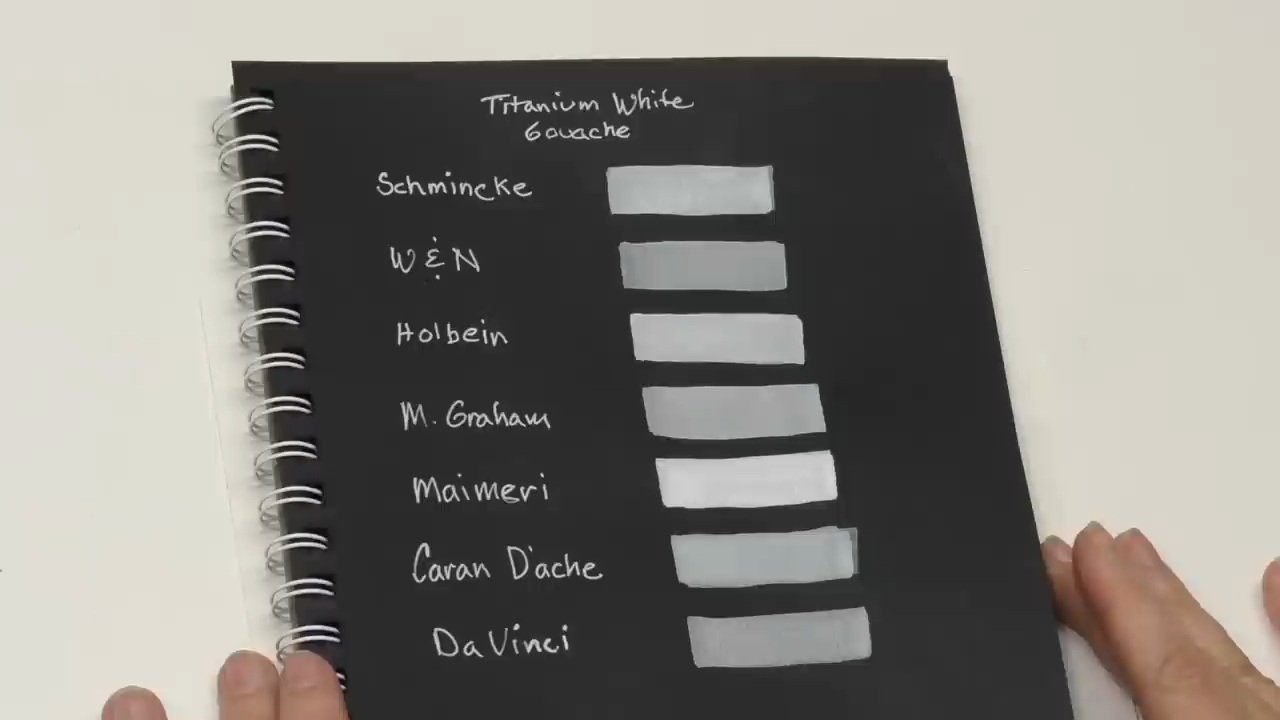 Titanium White
Gouache
Schmincke
W & N
Holbein
M. Graham
Maimeri
Caran D'ache
Da Vinci